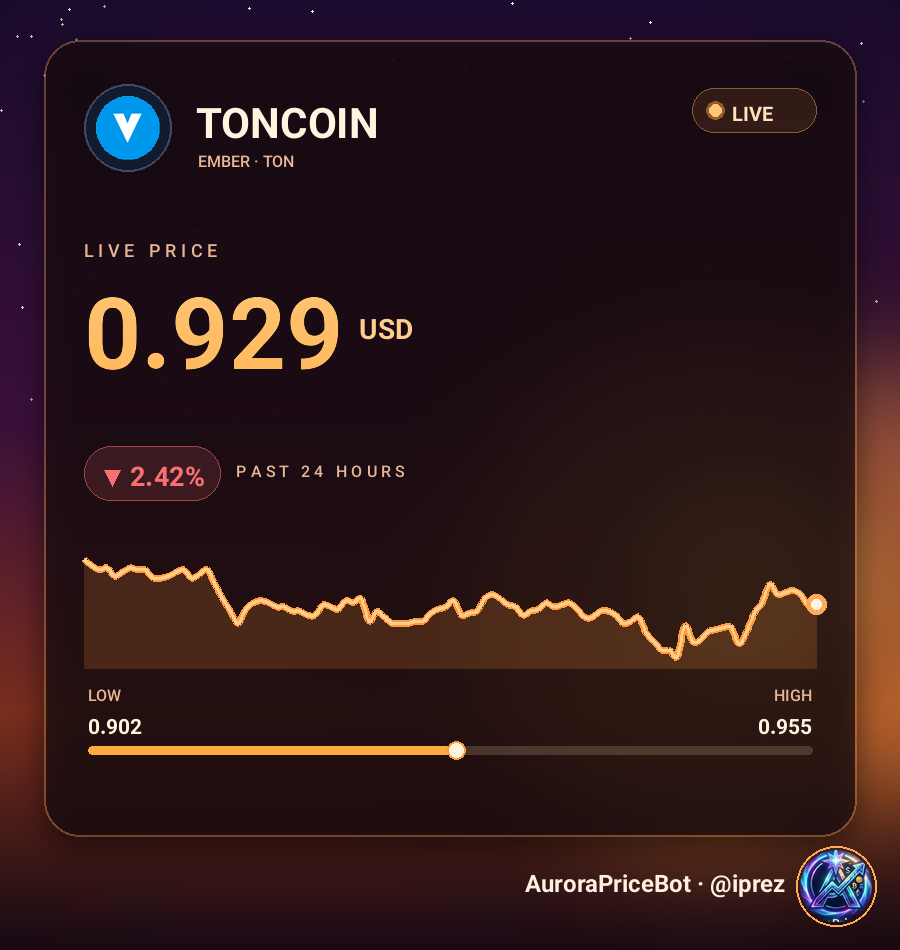 TONCOIN
LIVE
EMBER · TON
LIVE PRICE
0.929 USD
▼ 2.42% PAST 24 HOURS
LOW HIGH
0.902 0.955
AuroraPriceBot · @iprez